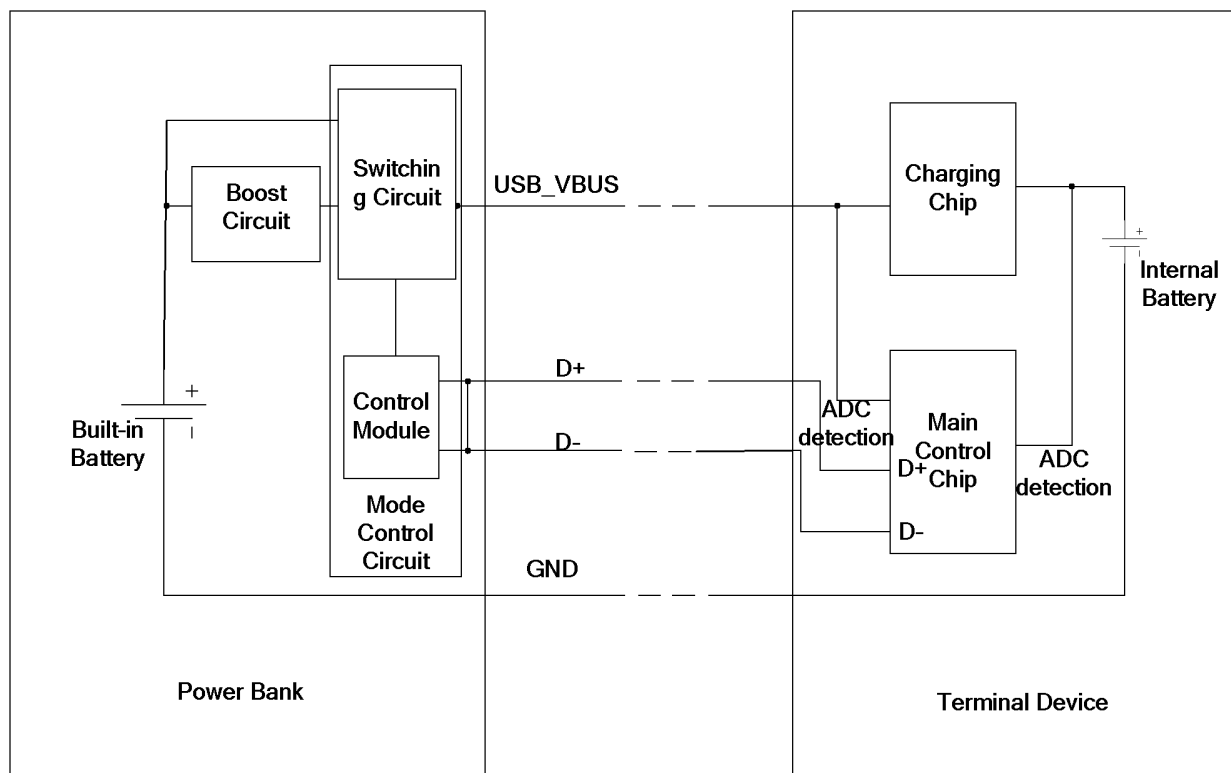 Switchin
g Circuit
Boost
Circuit
USB_VBUS
Charging
Chip
Internal
Battery
D+
Control
Module
D-
Built-in
Battery
Mode
Control
Circuit
ADC
detection
Main
Control
Chip
D+
D-
ADC
detection
GND
Power Bank
Terminal Device
+
+